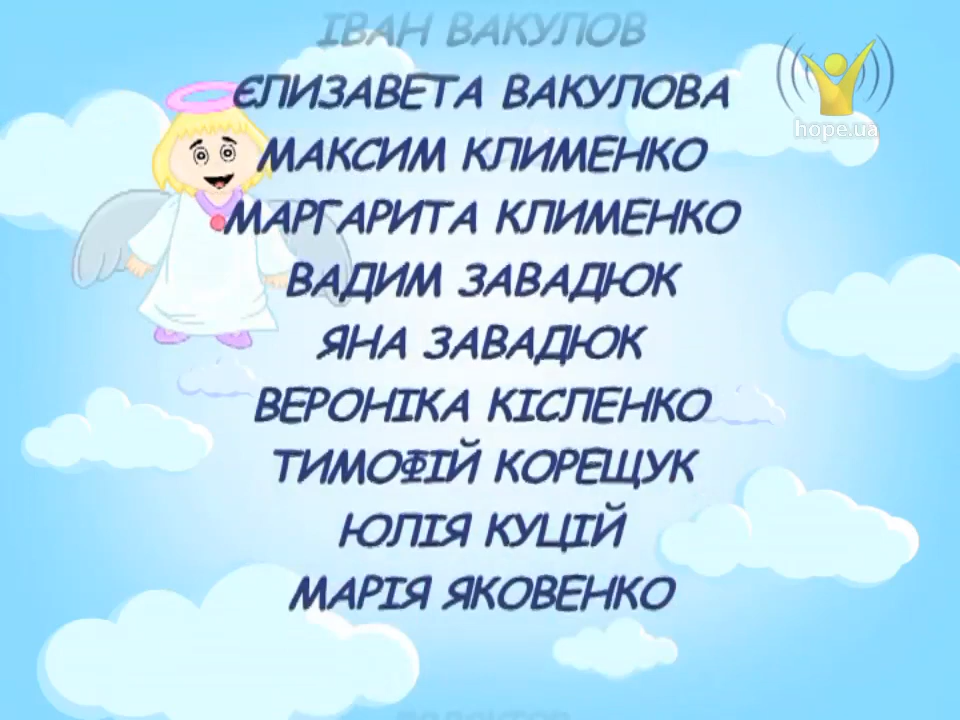 ІВАН ВАКУЛОВ
ЄЛИЗАВЕТА ВАКУЛОВА
МАКСИМ КЛИМЕНКО
МАРГАРИТА КЛИМЕНКО
ВАДИМ ЗАВАДЮК
ЯНА ЗАВАДЮК
ВЕРОНІКА КІСЛЕНКО
ТИМОФІЙ КОРЕЩУК
ЮЛІЯ КУЦІЙ
МАРІЯ ЯКОВЕНКО
hope.ua